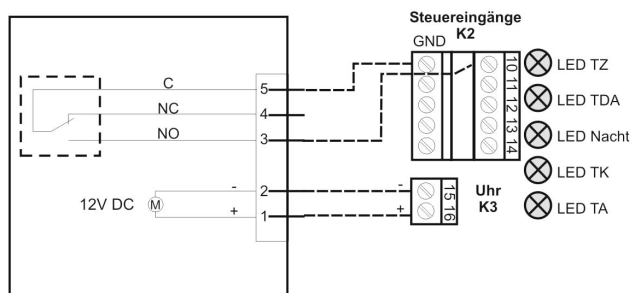 Steuereingänge
K2
GND
C
5
10
LED TZ
NC
4
11
LED TDA
NO
3
12
13
LED Nacht
14
LED TK
-
2
-
15
Uhr
12V DC
M
+
1
+
16
K3
LED TA